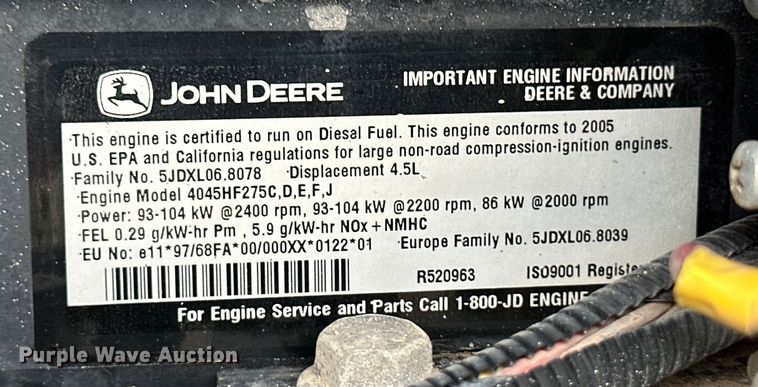 JOHN DEERE
IMPORTANT ENGINE INFORMATION
DEERE & COMPANY
This engine is certified to run on Diesel Fuel. This engine conforms to 2005
U.S. EPA and California regulations for large non-road compression-ignition engines.
Family No. 5JDXL06.8078 Displacement 4.5L
Engine Model 4045HF275C,D,E,F,J
Power: 93-104 kW @2400 rpm, 93-104 kW @2200 rpm, 86 kW @2000 rpm
FEL 0.29 g/kW-hr Pm , 5.9 g/kW-hr NOx + NMHC
EU No: e11*97/68FA*00/000XX*0122*01 Europe Family No. 5JDXL06.8039
R520963 ISO9001 Registe
For Engine Service and Parts Call 1-800-JD ENGINE
Purple Wave Auction